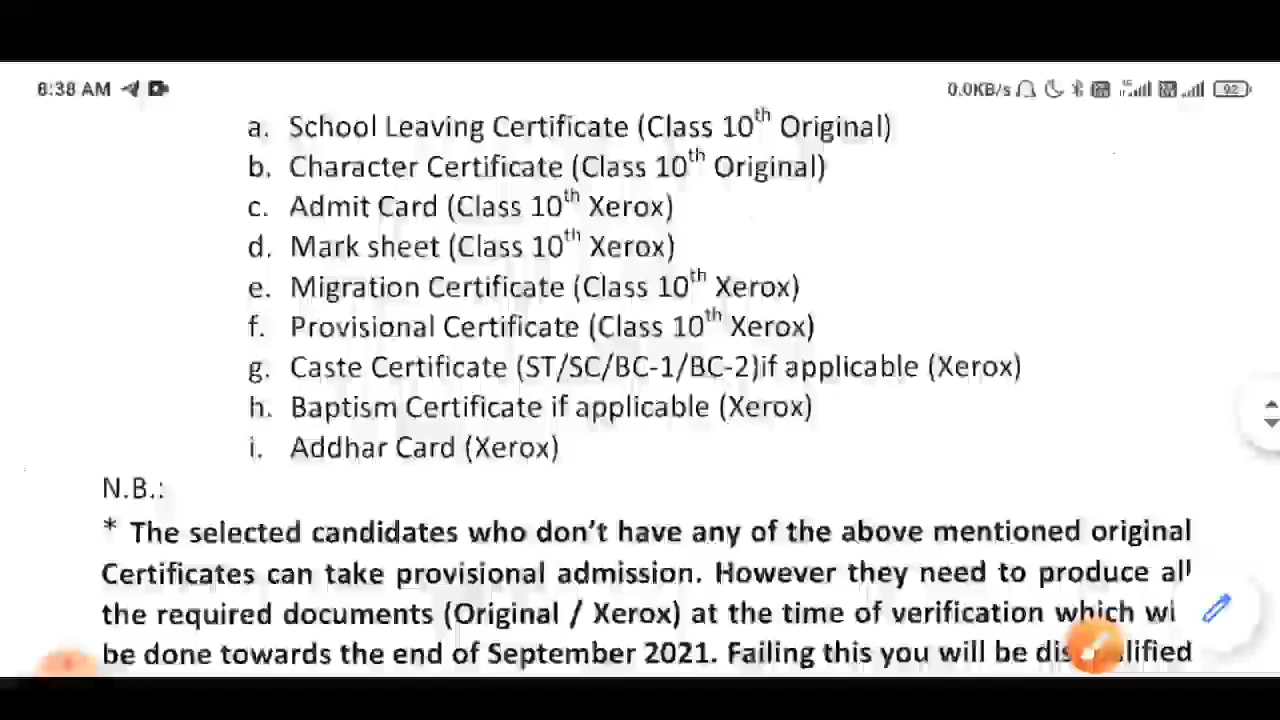 8:38 AM
0.0KB/s
92
a. School Leaving Certificate (Class 10th Original)
b. Character Certificate (Class 10th Original)
c. Admit Card (Class 10th Xerox)
d. Mark sheet (Class 10th Xerox)
e. Migration Certificate (Class 10th Xerox)
f. Provisional Certificate (Class 10th Xerox)
g. Caste Certificate (ST/SC/BC-1/BC-2)if applicable (Xerox)
h. Baptism Certificate if applicable (Xerox)
i. Addhar Card (Xerox)
N.B.:
* The selected candidates who don't have any of the above mentioned original
Certificates can take provisional admission. However they need to produce all
the required documents (Original / Xerox) at the time of verification which
be done towards the end of September 2021. Failing this you will be